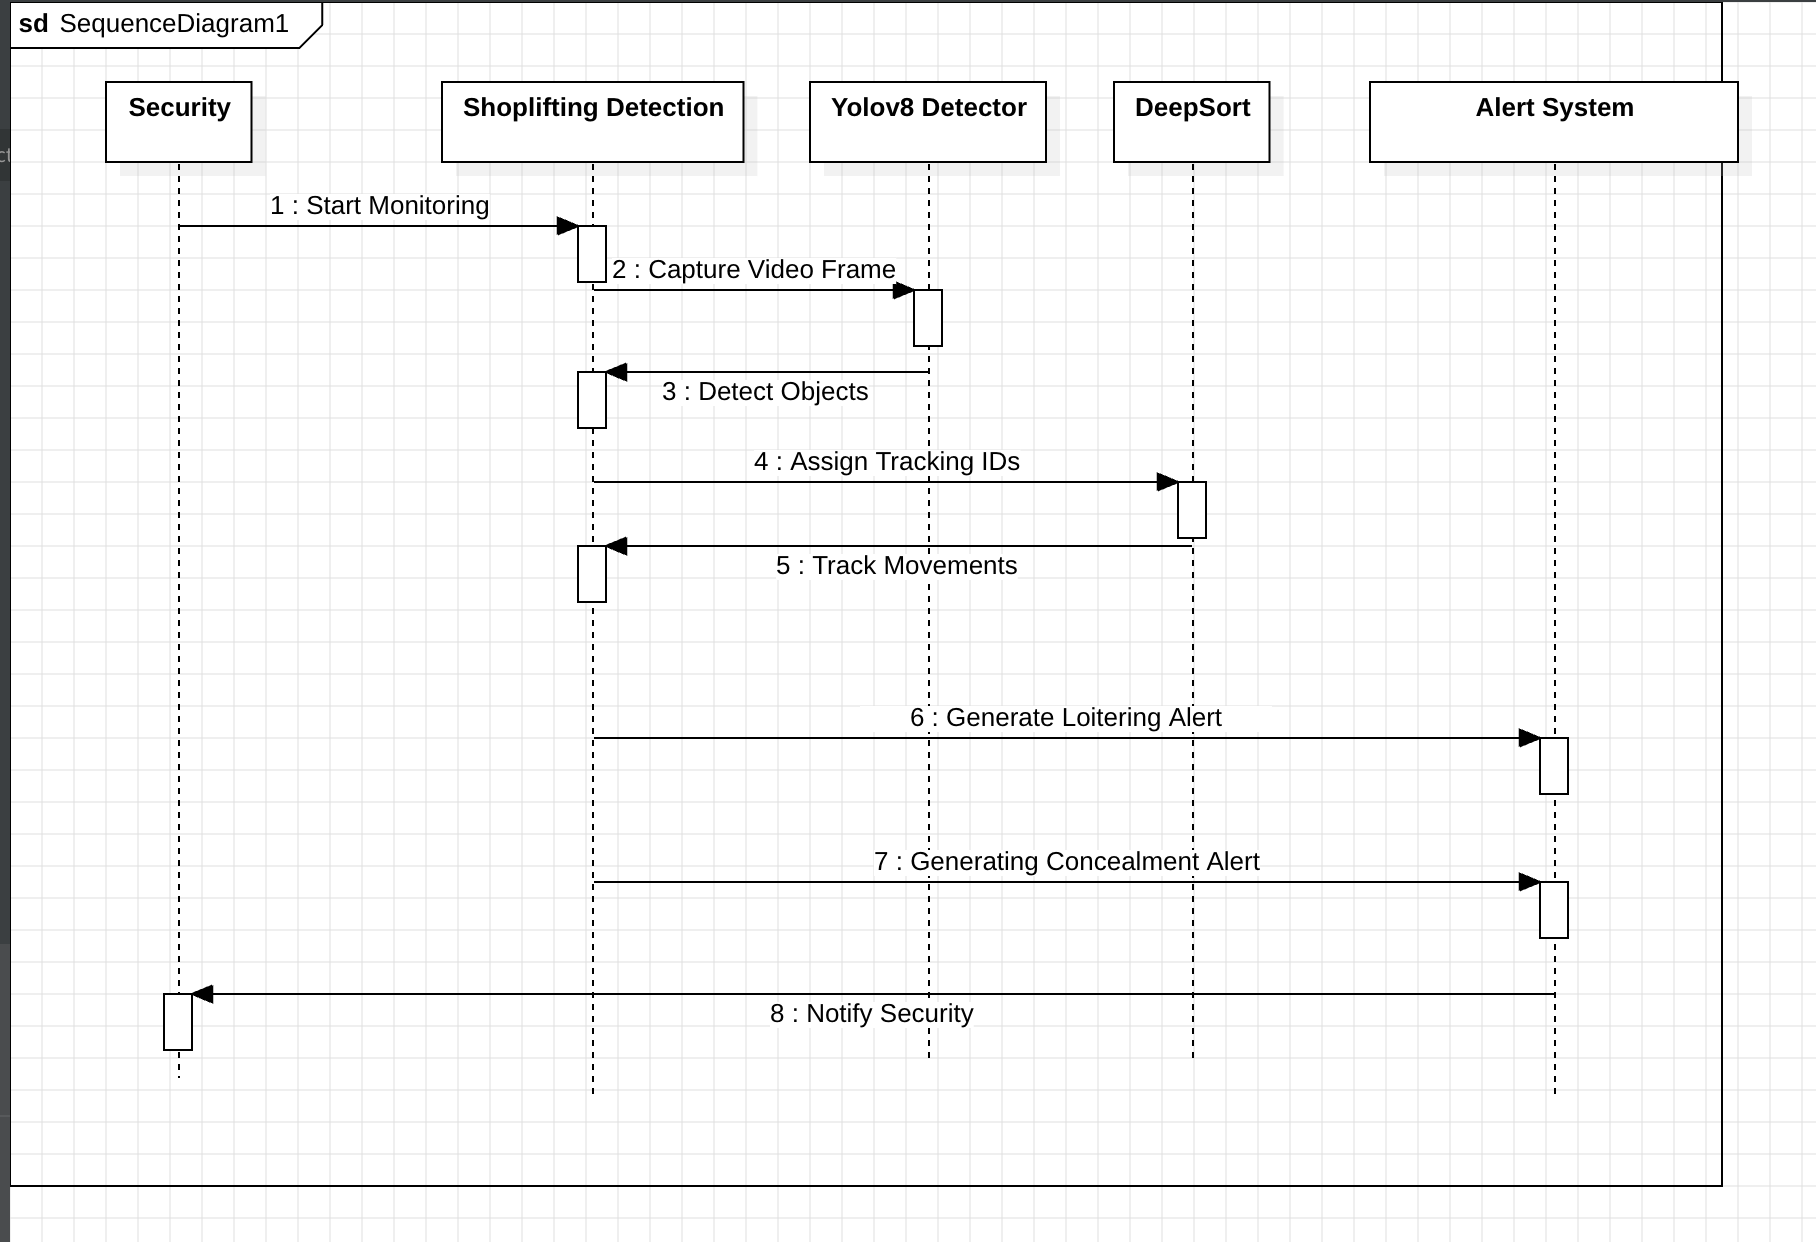 sd SequenceDiagram1
Security
Shoplifting Detection
Yolov8 Detector
DeepSort
Alert System
1 : Start Monitoring
2 : Capture Video Frame
3 : Detect Objects
4 : Assign Tracking IDs
5 : Track Movements
6 : Generate Loitering Alert
7 : Generating Concealment Alert
8 : Notify Security